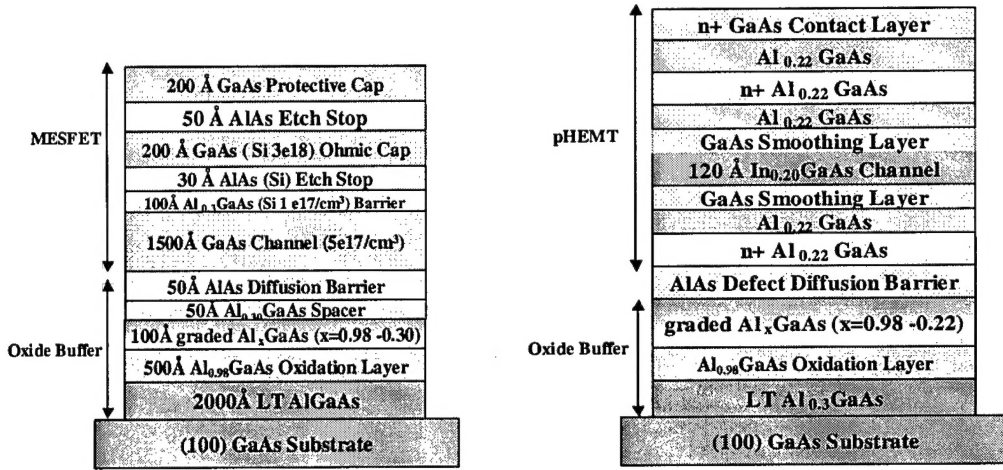 MESFET
200 Å GaAs Protective Cap
50 Å AlAs Etch Stop
200 Å GaAs (Si 3e18) Ohmic Cap
30 Å AlAs (Si) Etch Stop
100Å Al0.3GaAs (Si 1 e17/cm³) Barrier
1500Å GaAs Channel (5e17/cm³)
Oxide Buffer
50Å AlAs Diffusion Barrier
50Å Al0.30GaAs Spacer
100Å graded AlxGaAs (x=0.98 -0.30)
500Å Al0.98GaAs Oxidation Layer
2000Å LT AlGaAs
(100) GaAs Substrate
pHEMT
n+ GaAs Contact Layer
Al0.22 GaAs
n+ Al0.22 GaAs
Al0.22 GaAs
GaAs Smoothing Layer
120 Å In0.20GaAs Channel
GaAs Smoothing Layer
Al0.22 GaAs
n+ Al0.22 GaAs
AlAs Defect Diffusion Barrier
Oxide Buffer
graded AlxGaAs (x=0.98 -0.22)
Al0.98GaAs Oxidation Layer
LT Al0.3GaAs
(100) GaAs Substrate